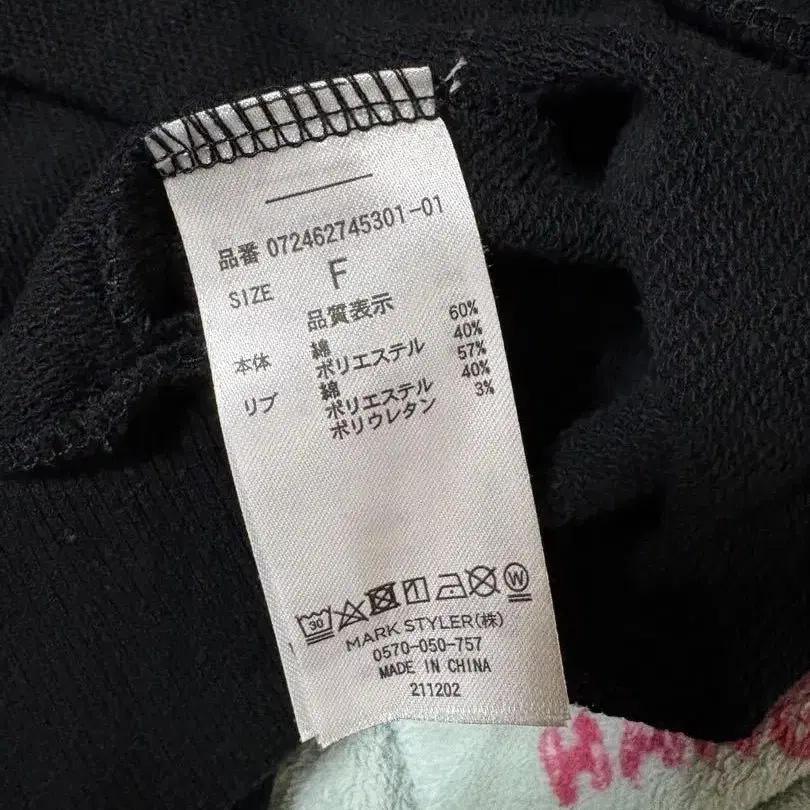 品番 072462745301-01
SIZE F
品質表示
本体 綿 60%
ポリエステル 40%
リブ 綿 57%
ポリエステル 40%
ポリウレタン 3%
30 W
MARK STYLER(株)
0570-050-757
MADE IN CHINA
211202